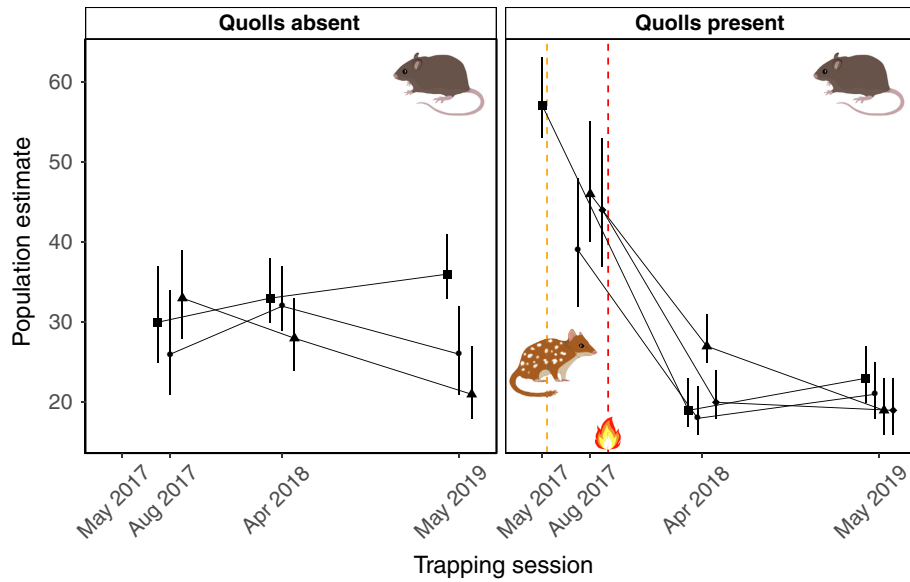 Quolls absent
Quolls present
Population estimate
60
50
40
30
20
May 2017
Aug 2017
Apr 2018
May 2019
May 2017
Aug 2017
Apr 2018
May 2019
Trapping session